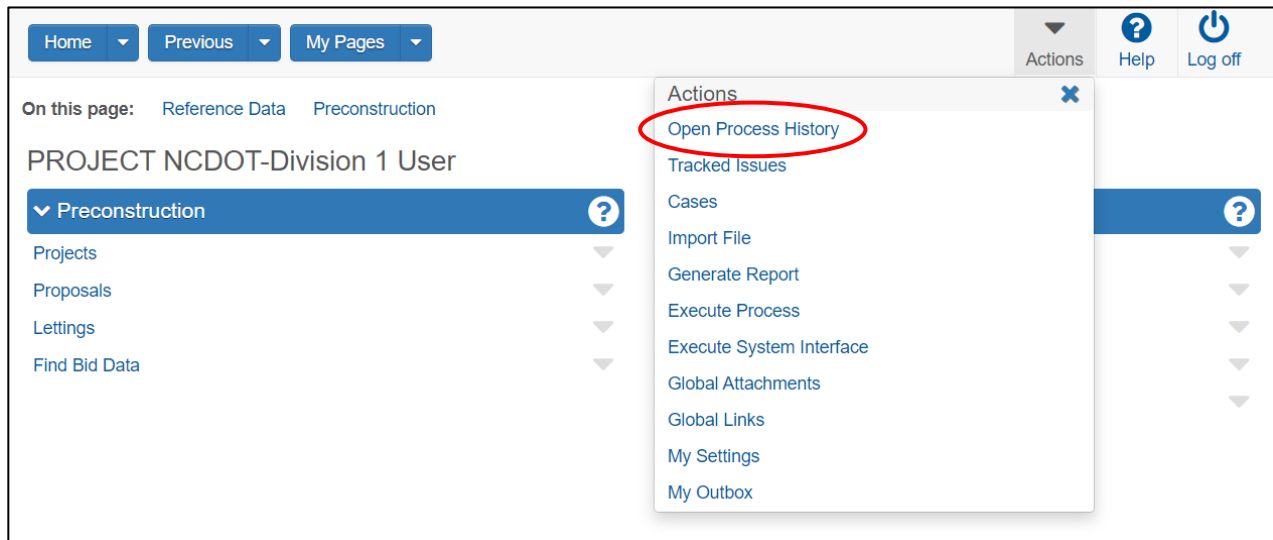 Home Previous My Pages Actions Help Log off
On this page: Reference Data Preconstruction
PROJECT NCDOT-Division 1 User
Preconstruction ?
Projects
Proposals
Lettings
Find Bid Data
Actions
Open Process History
Tracked Issues
Cases
Import File
Generate Report
Execute Process
Execute System Interface
Global Attachments
Global Links
My Settings
My Outbox
?